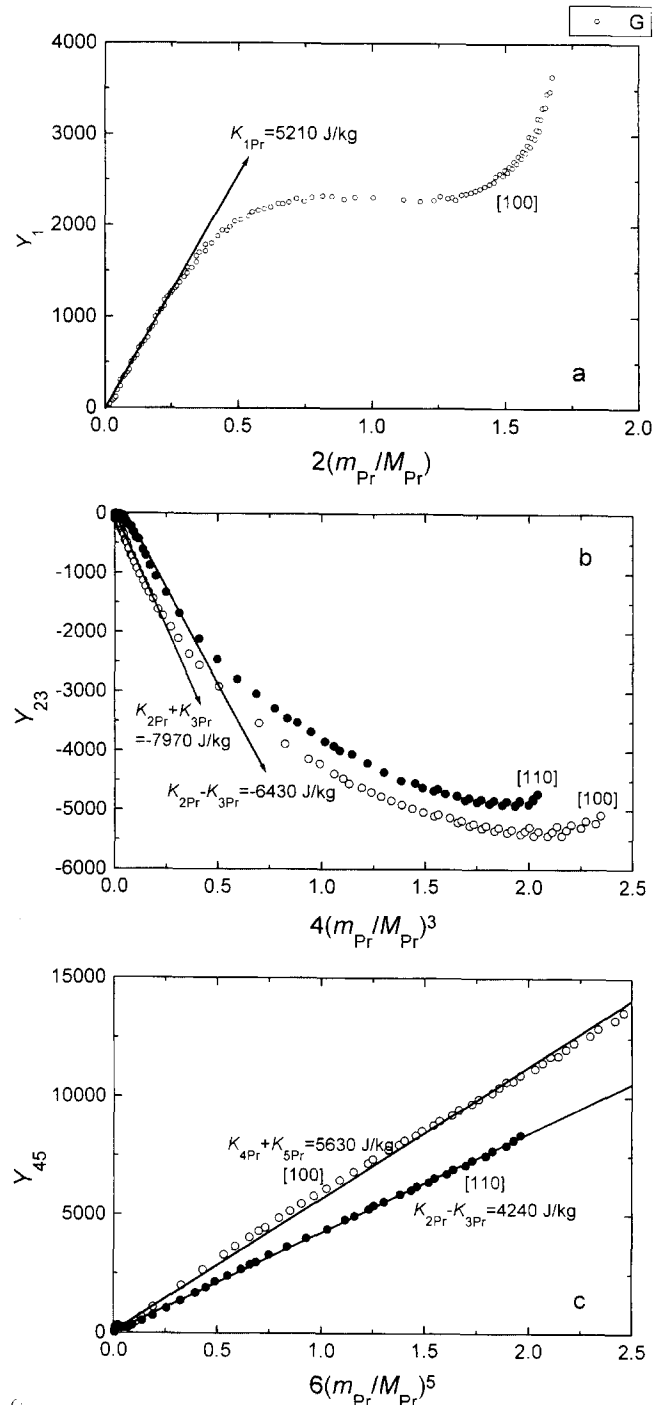 G
4000
3000
2000
1000
0
Y₁
K₁Pr=5210 J/kg
[100]
a
0.0 0.5 1.0 1.5 2.0
2(mPr/MPr)
0
-1000
-2000
-3000
-4000
-5000
-6000
Y₂₃
b
K₂Pr+K₃Pr
=-7970 J/kg
K₂Pr-K₃Pr=-6430 J/kg
[110]
[100]
0.0 0.5 1.0 1.5 2.0 2.5
4(mPr/MPr)³
15000
10000
5000
0
Y₄₅
K₄Pr+K₅Pr=5630 J/kg
[100]
[110]
K₂Pr-K₃Pr=4240 J/kg
c
0.0 0.5 1.0 1.5 2.0 2.5
6(mPr/MPr)⁵